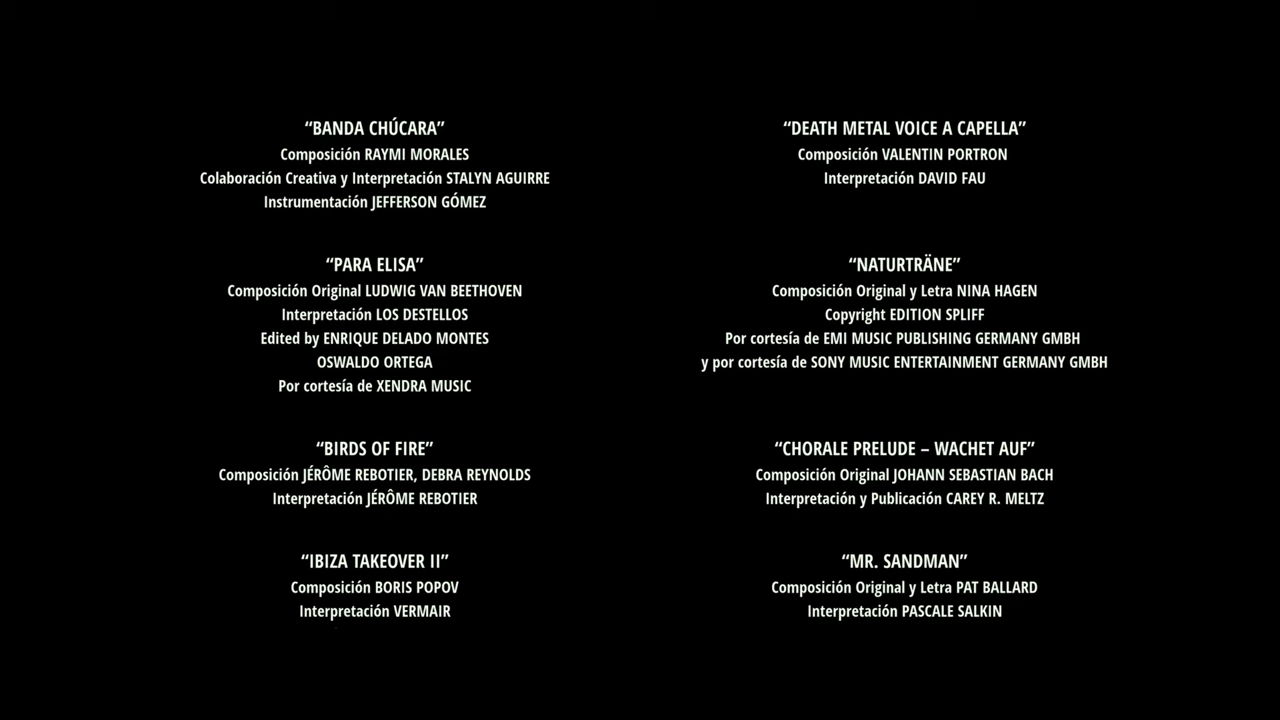 “BANDA CHÚCARA”
Composición RAYMI MORALES
Colaboración Creativa y Interpretación STALYN AGUIRRE
Instrumentación JEFFERSON GÓMEZ
“PARA ELISA”
Composición Original LUDWIG VAN BEETHOVEN
Interpretación LOS DESTELLOS
Edited by ENRIQUE DELADO MONTES
OSWALDO ORTEGA
Por cortesía de XENDRA MUSIC
“BIRDS OF FIRE”
Composición JÉRÔME REBOTIER, DEBRA REYNOLDS
Interpretación JÉRÔME REBOTIER
“IBIZA TAKEOVER II”
Composición BORIS POPOV
Interpretación VERMAIR
“DEATH METAL VOICE A CAPELLA”
Composición VALENTIN PORTRON
Interpretación DAVID FAU
“NATURTRÄNE”
Composición Original y Letra NINA HAGEN
Copyright EDITION SPLIFF
Por cortesía de EMI MUSIC PUBLISHING GERMANY GMBH
y por cortesía de SONY MUSIC ENTERTAINMENT GERMANY GMBH
“CHORALE PRELUDE – WACHET AUF”
Composición Original JOHANN SEBASTIAN BACH
Interpretación y Publicación CAREY R. MELTZ
“MR. SANDMAN”
Composición Original y Letra PAT BALLARD
Interpretación PASCALE SALKIN